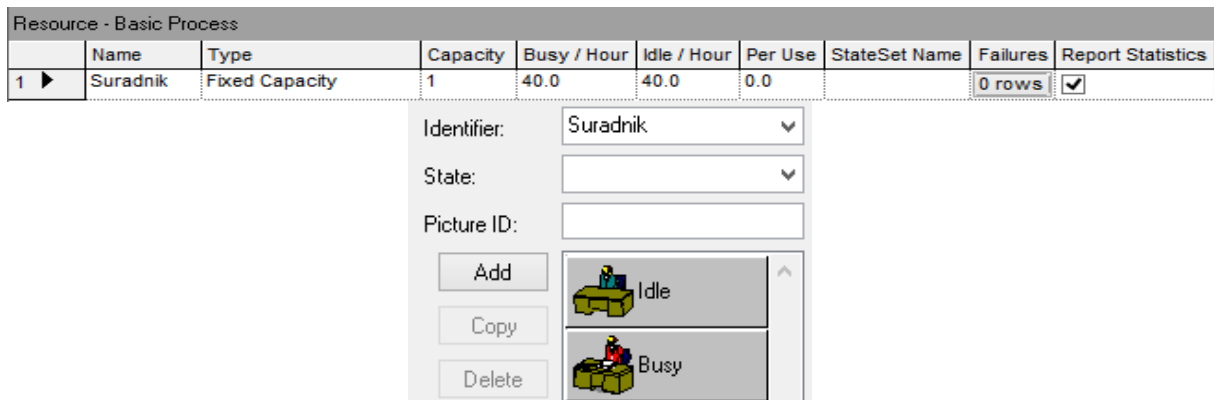 Resource - Basic Process
Name Type Capacity Busy / Hour Idle / Hour Per Use StateSet Name Failures Report Statistics
1 Suradnik Fixed Capacity 1 40.0 40.0 0.0 0 rows
Identifier: Suradnik
State:
Picture ID:
Add
Idle
Copy
Busy
Delete